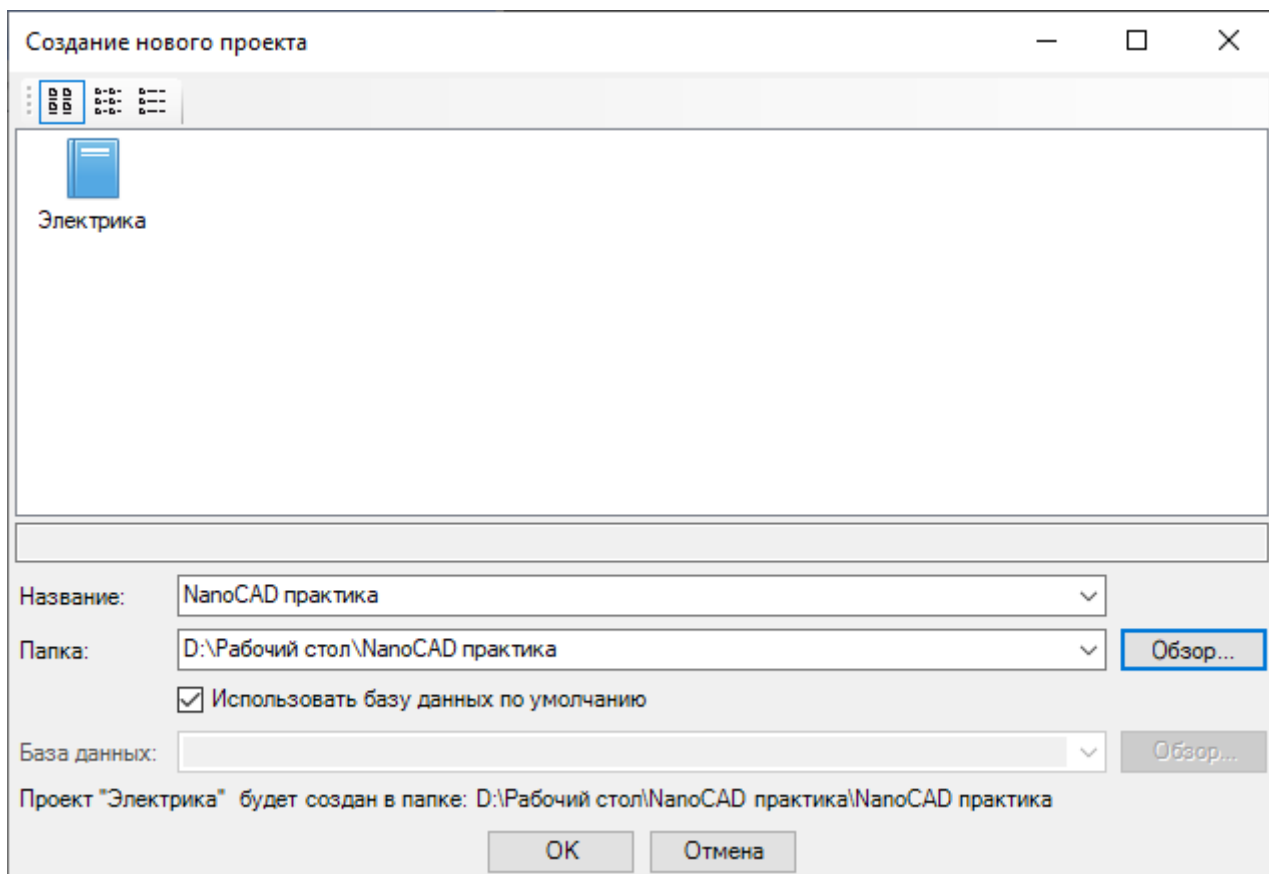 Создание нового проекта
Электрика
Название: NanoCAD практика
Папка: D:\Рабочий стол\NanoCAD практика Обзор...
Использовать базу данных по умолчанию
База данных: Обзор...
Проект "Электрика" будет создан в папке: D:\Рабочий стол\NanoCAD практика\NanoCAD практика
OK Отмена